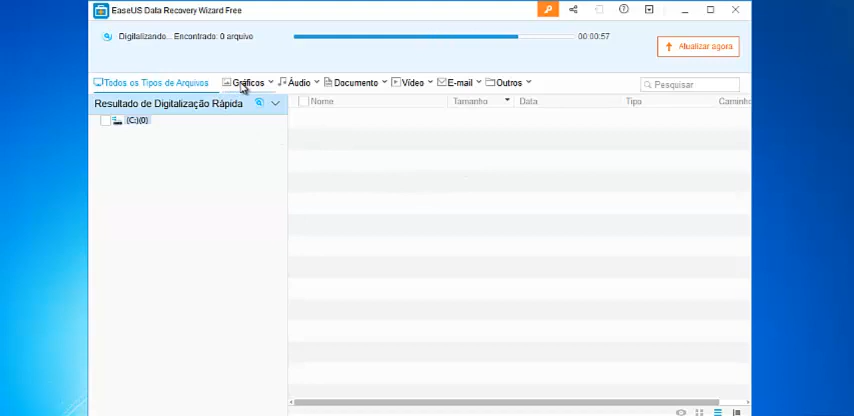 EaseUS Data Recovery Wizard Free
Digitalizando... Encontrado: 0 arquivo
00:00:57
Atualizar agora
Todos os Tipos de Arquivos Gráficos Áudio Documento Vídeo E-mail Outros
Pesquisar
Resultado de Digitalização Rápida
Nome Tamanho Data Tipo Caminho
(C:)(0)